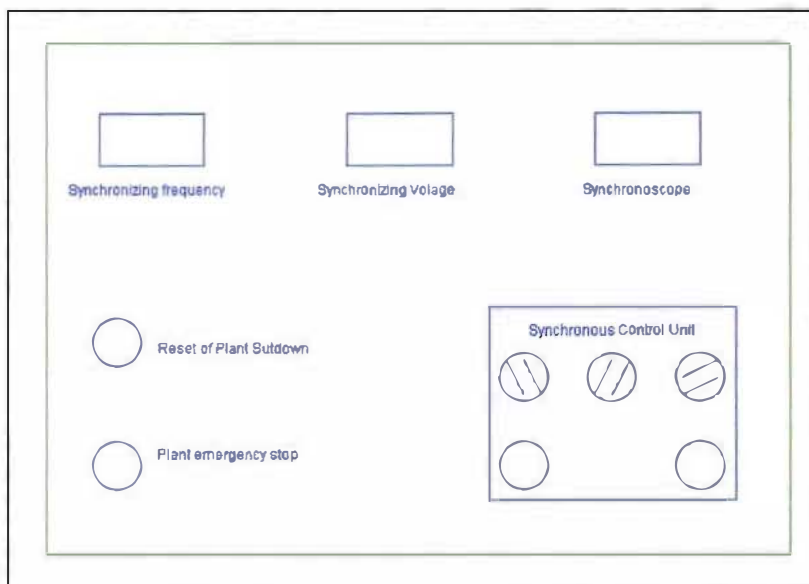 Synchronizing frequency
Synchronizing Volage
Synchronoscope
Reset of Plant Sutdown
Synchronous Control Unit
Plant emergency stop